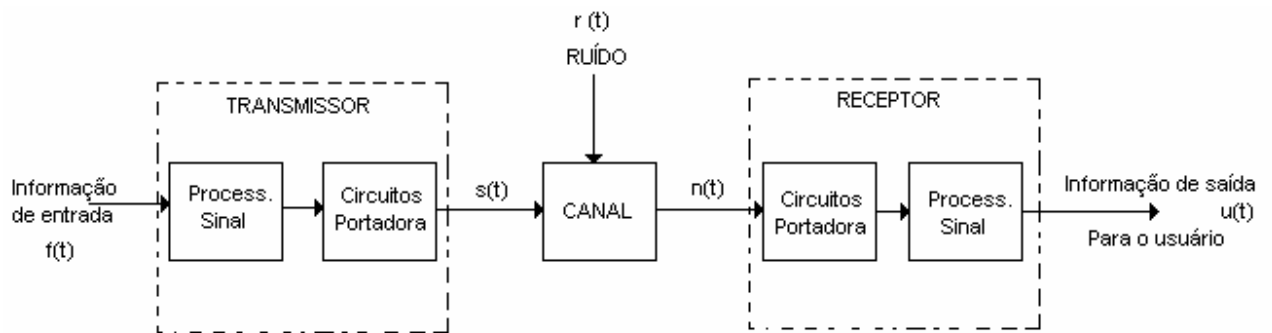 r (t)
RUÍDO
TRANSMISSOR
RECEPTOR
Informação
de entrada
f(t)
Process.
Sinal
Circuitos
Portadora
s(t)
CANAL
n(t)
Circuitos
Portadora
Process.
Sinal
Informação de saída
u(t)
Para o usuário